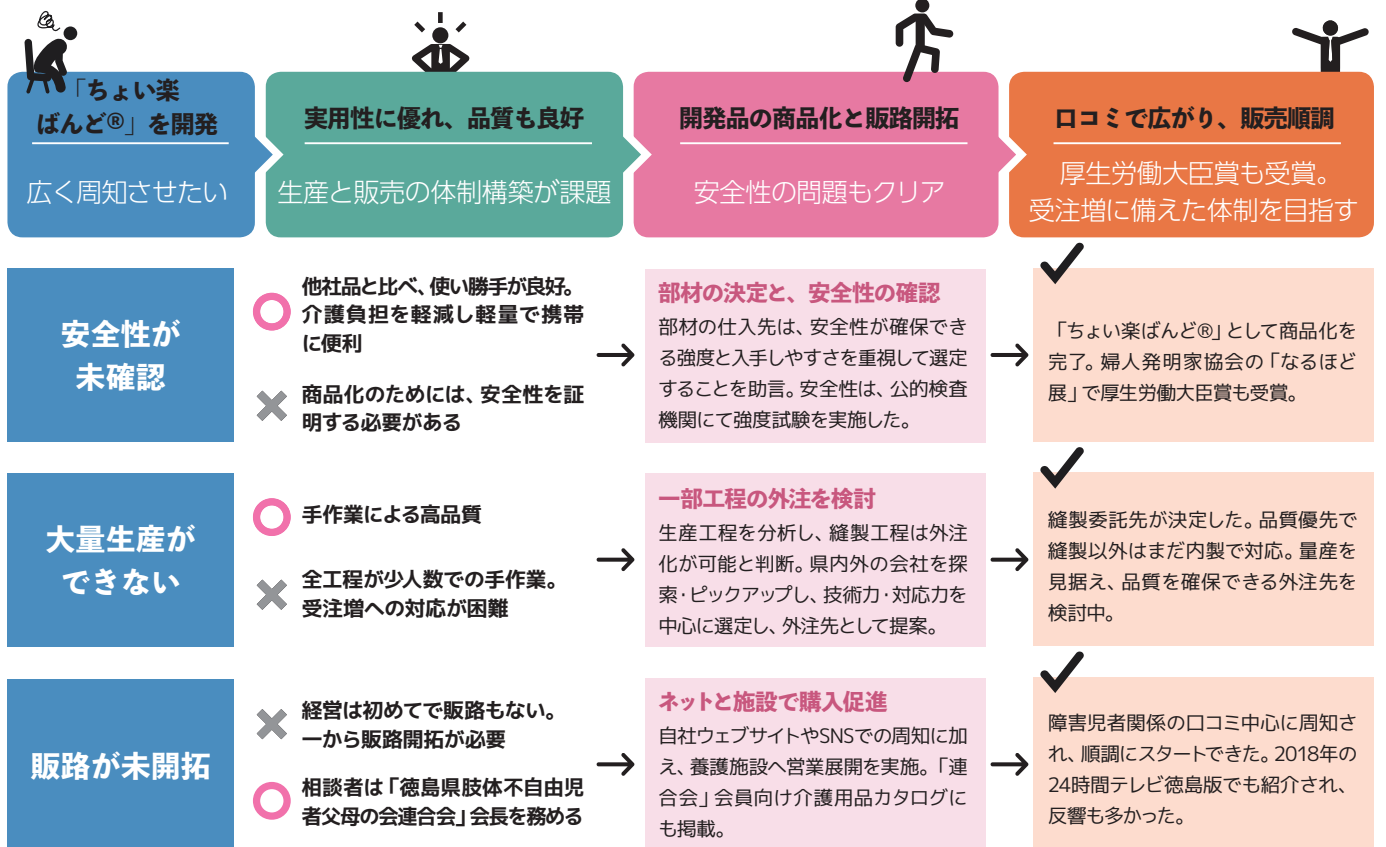 「ちょい楽
ばんど®」を開発
広く周知させたい
実用性に優れ、品質も良好
生産と販売の体制構築が課題
開発品の商品化と販路開拓
安全性の問題もクリア
口コミで広がり、販売順調
厚生労働大臣賞も受賞。
受注増に備えた体制を目指す
安全性が
未確認
他社品と比べ、使い勝手が良好。
介護負担を軽減し軽量で携帯
に便利
商品化のためには、安全性を証
明する必要がある
部材の決定と、安全性の確認
部材の仕入先は、安全性が確保でき
る強度と入手しやすさを重視して選定
することを助言。安全性は、公的検査
機関にて強度試験を実施した。
「ちょい楽ばんど®」として商品化を
完了。婦人発明家協会の「なるほど
展」で厚生労働大臣賞も受賞。
大量生産が
できない
手作業による高品質
全工程が少人数での手作業。
受注増への対応が困難
一部工程の外注を検討
生産工程を分析し、縫製工程は外注
化が可能と判断。県内外の会社を探
索・ピックアップし、技術力・対応力を
中心に選定し、外注先として提案。
縫製委託先が決定した。品質優先で
縫製以外はまだ内製で対応。量産を
見据え、品質を確保できる外注先を
検討中。
販路が未開拓
経営は初めてで販路もない。
一から販路開拓が必要
相談者は「徳島県肢体不自由児
者父母の会連合会」会長を務める
ネットと施設で購入促進
自社ウェブサイトやSNSでの周知に加
え、養護施設へ営業展開を実施。「連
合会」会員向け介護用品カタログに
も掲載。
障害児者関係の口コミ中心に周知さ
れ、順調にスタートできた。2018年の
24時間テレビ徳島版でも紹介され、
反響も多かった。